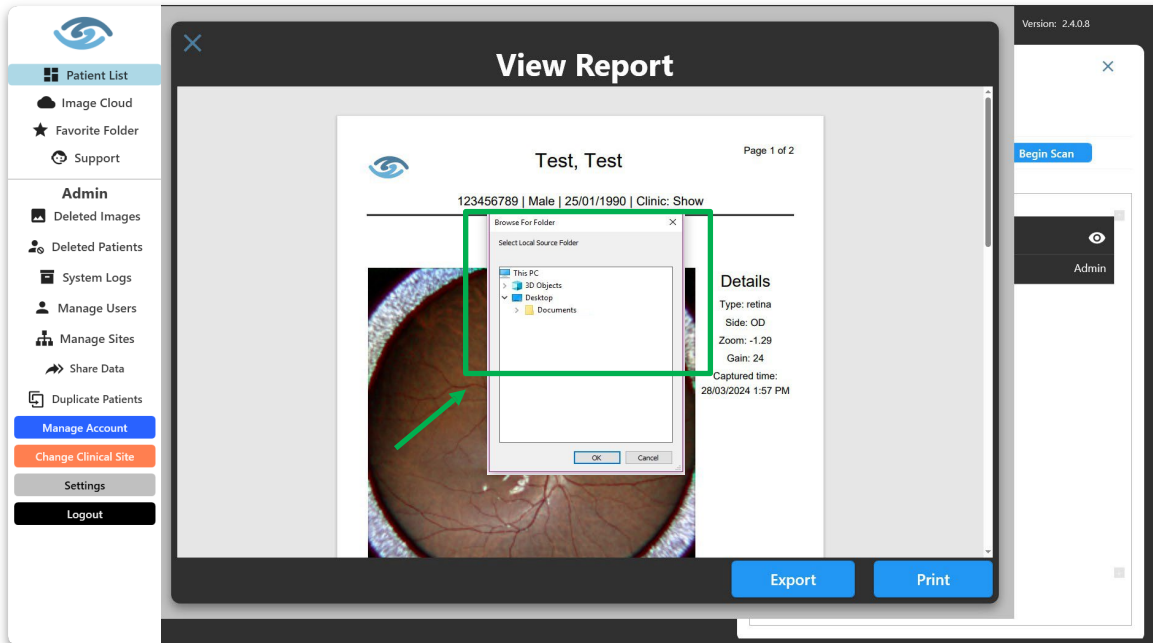 Patient List
Image Cloud
Favorite Folder
Support
Admin
Deleted Images
Deleted Patients
System Logs
Manage Users
Manage Sites
Share Data
Duplicate Patients
Manage Account
Change Clinical Site
Settings
Logout
View Report
Page 1 of 2
Test, Test
123456789 | Male | 25/01/1990 | Clinic: Show
Browse For Folder
Select Local Source Folder
This PC
3D Objects
Desktop
Documents
OK
Cancel
Details
Type: retina
Side: OD
Zoom: -1.29
Gain: 24
Captured time:
28/03/2024 1:57 PM
Export
Print
Version: 2.4.0.8
Begin Scan
Admin